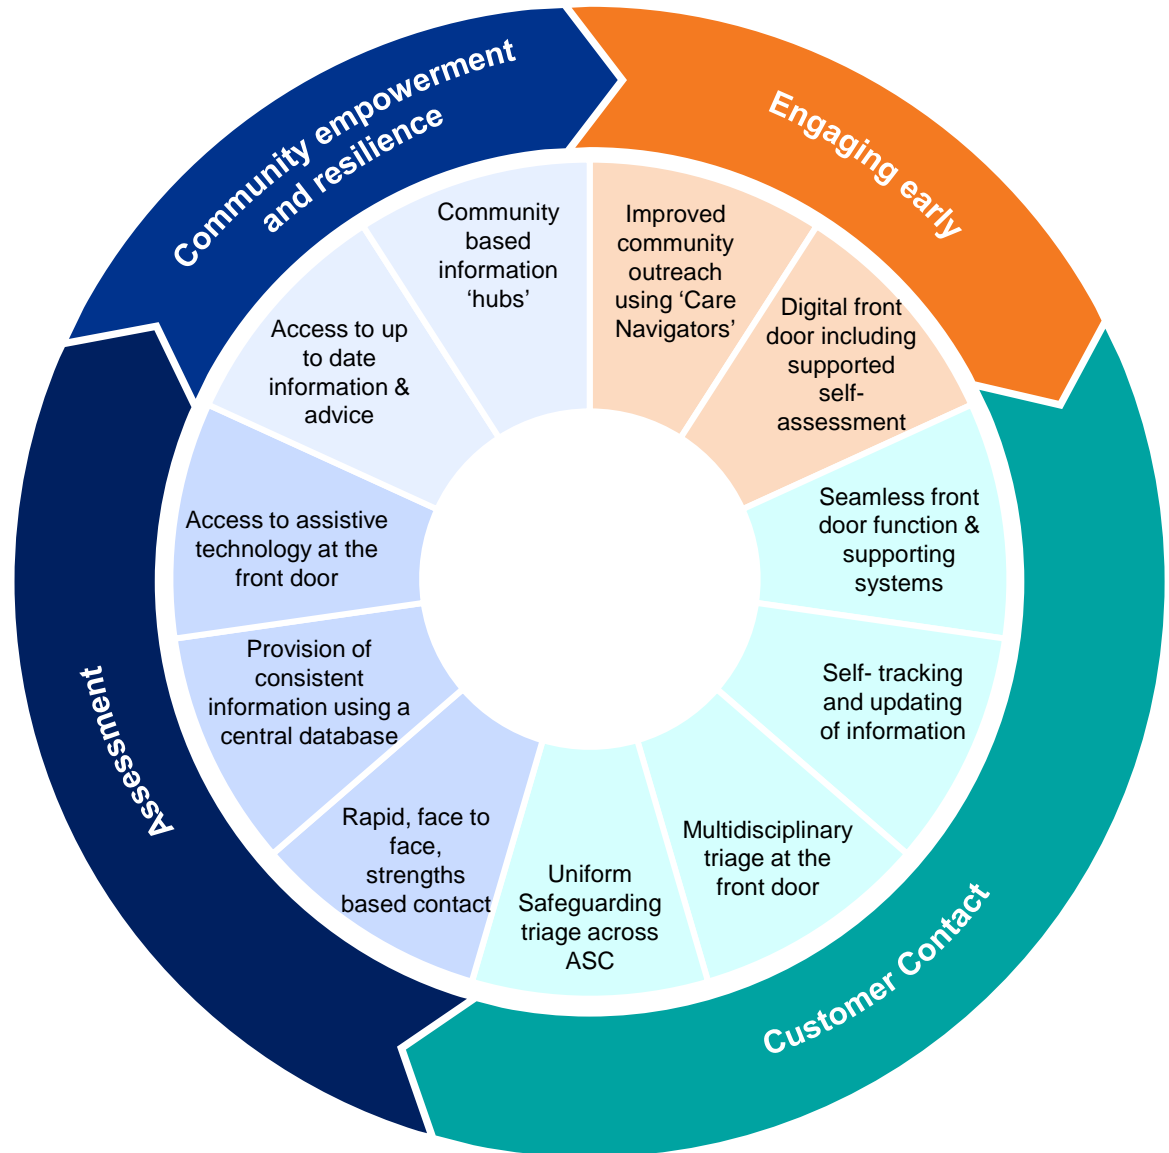 Community empowerment
and resilience
Engaging early
Customer Contact
Assessment
Community
based
information
‘hubs’
Improved
community
outreach
using ‘Care
Navigators’
Digital front
door including
supported
self-
assessment
Seamless front
door function &
supporting
systems
Self- tracking
and updating
of information
Multidisciplinary
triage at the
front door
Uniform
Safeguarding
triage across
ASC
Rapid, face to
face,
strengths
based contact
Provision of
consistent
information using a
central database
Access to assistive
technology at the
front door
Access to up
to date
information &
advice